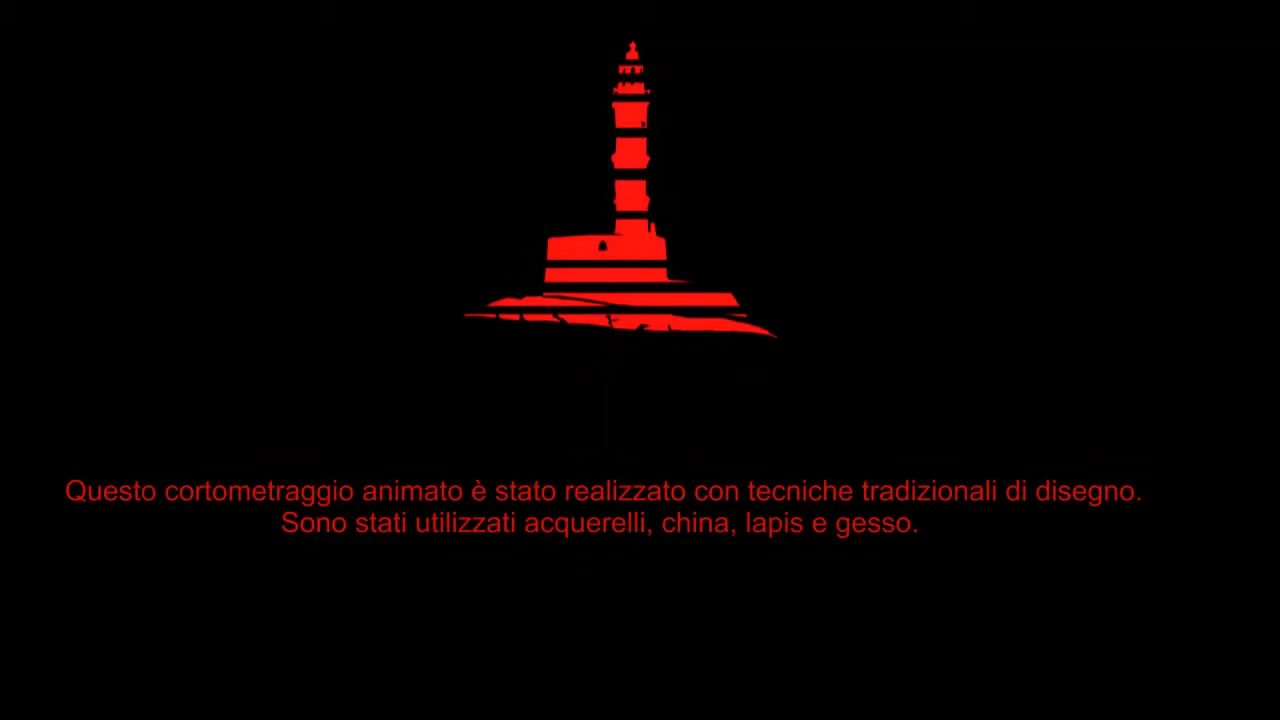 Questo cortometraggio animato è stato realizzato con tecniche tradizionali di disegno.
Sono stati utilizzati acquerelli, china, lapis e gesso.